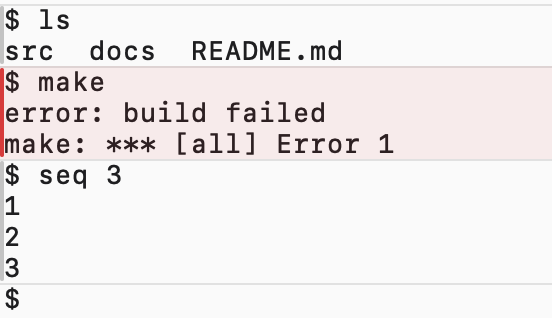 $ ls
src  docs  README.md
$ make
error: build failed
make: *** [all] Error 1
$ seq 3
1
2
3
$